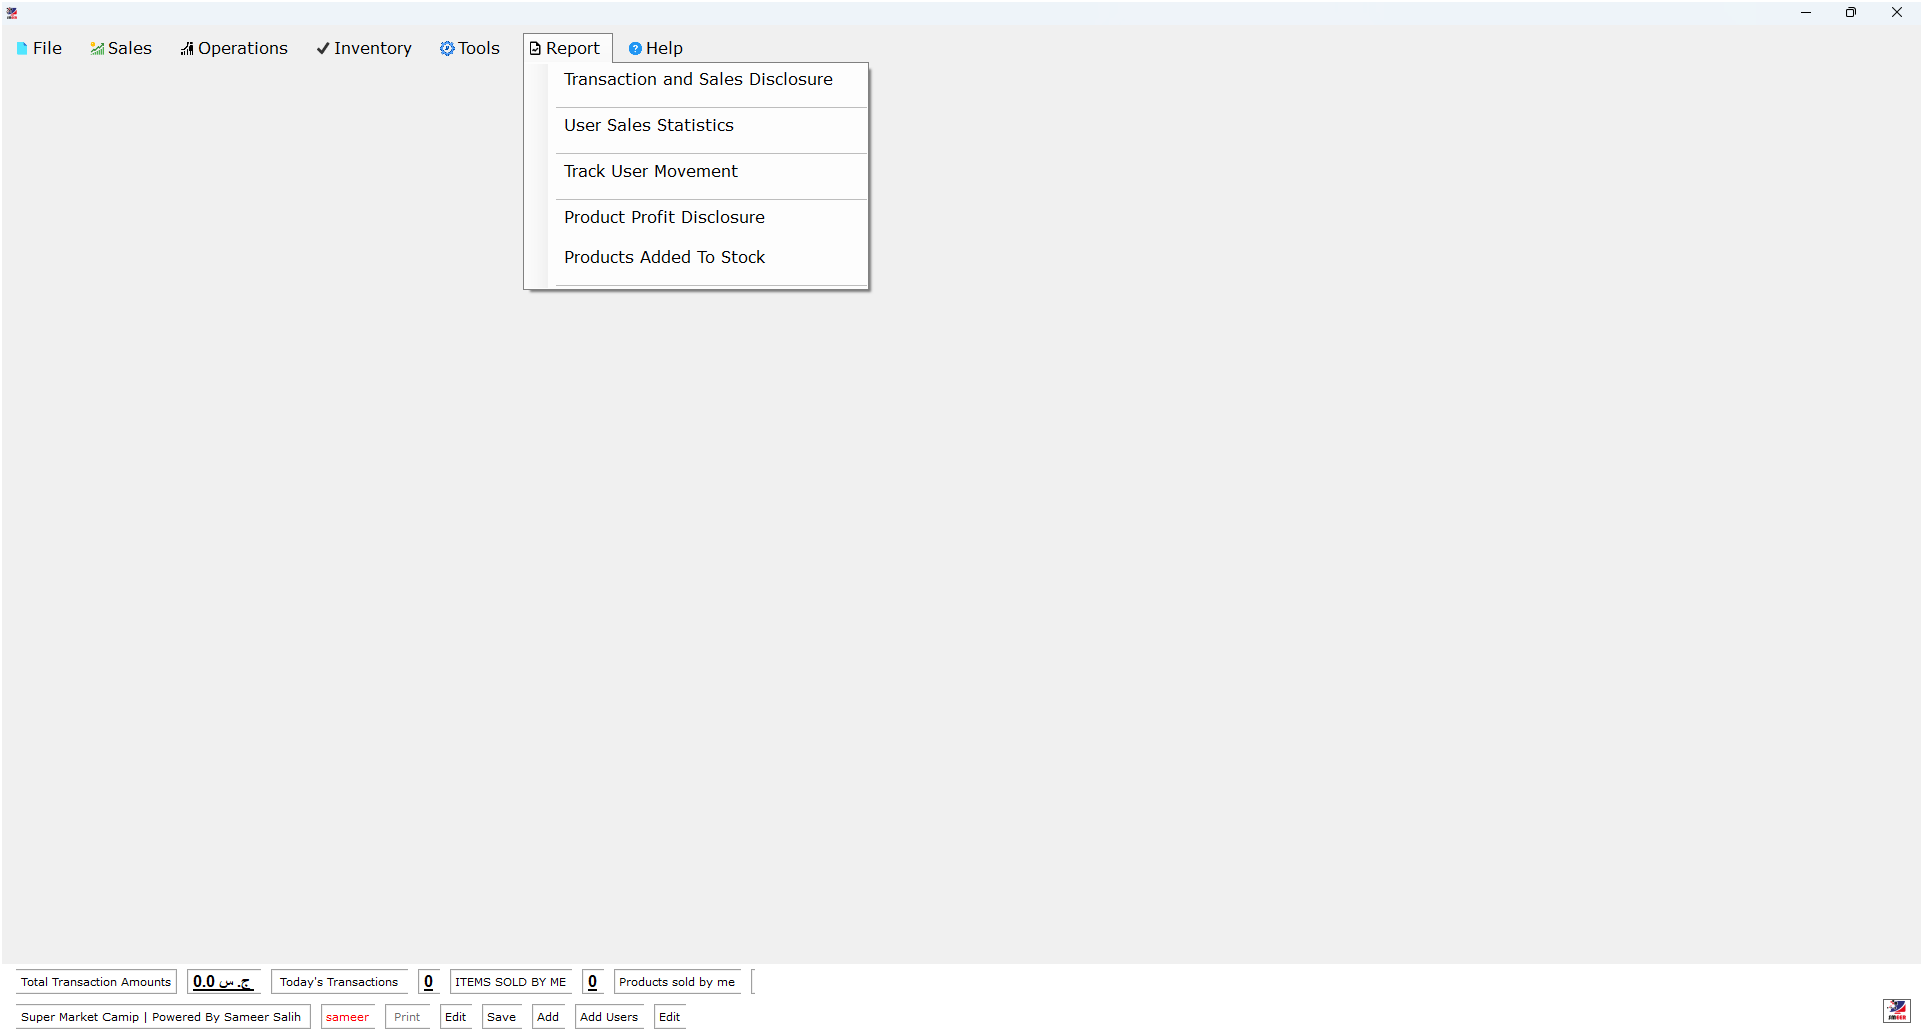 File Sales Operations Inventory Tools Report Help
Transaction and Sales Disclosure
User Sales Statistics
Track User Movement
Product Profit Disclosure
Products Added To Stock
Total Transaction Amounts ج. س 0.0 Today's Transactions 0 ITEMS SOLD BY ME 0 Products sold by me
Super Market Camip | Powered By Sameer Salih sameer Print Edit Save Add Add Users Edit